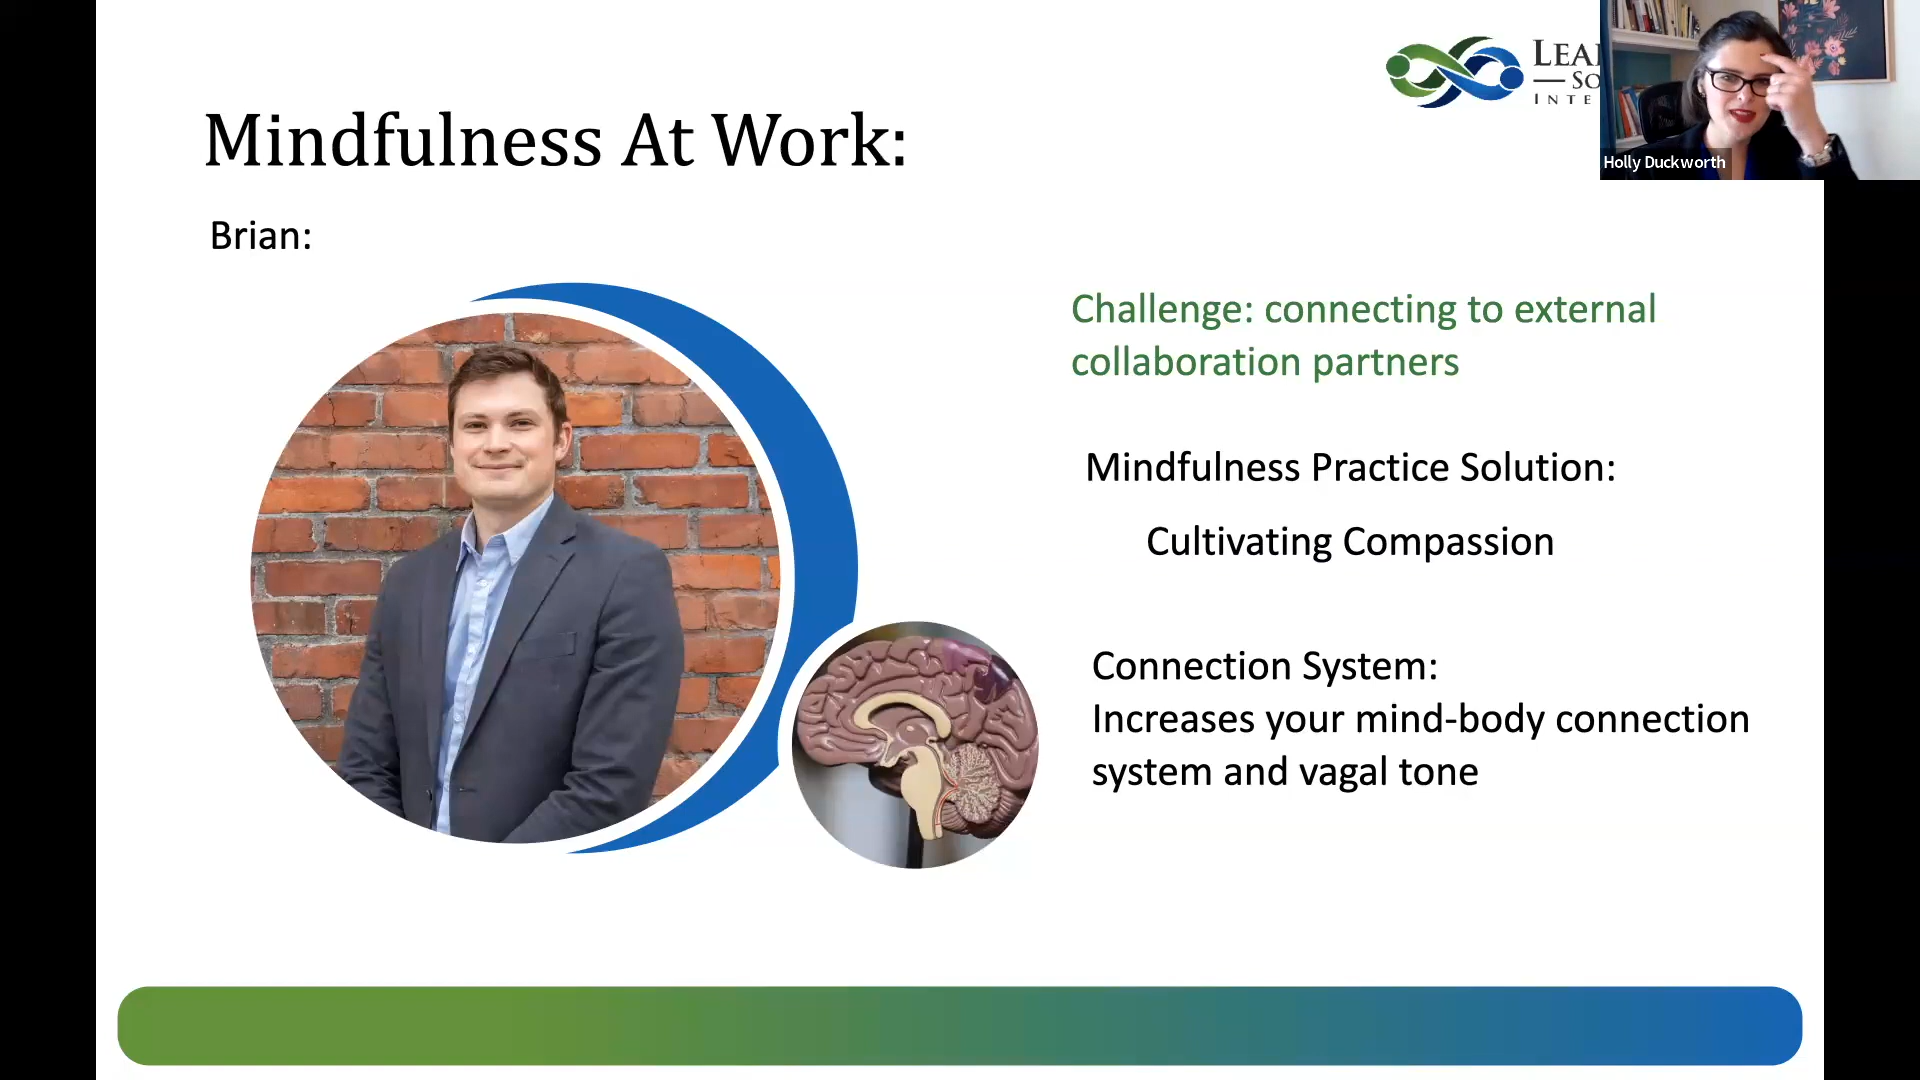 Mindfulness At Work:
Brian:
Challenge: connecting to external
collaboration partners
Mindfulness Practice Solution:
Cultivating Compassion
Connection System:
Increases your mind-body connection
system and vagal tone
Holly Duckworth